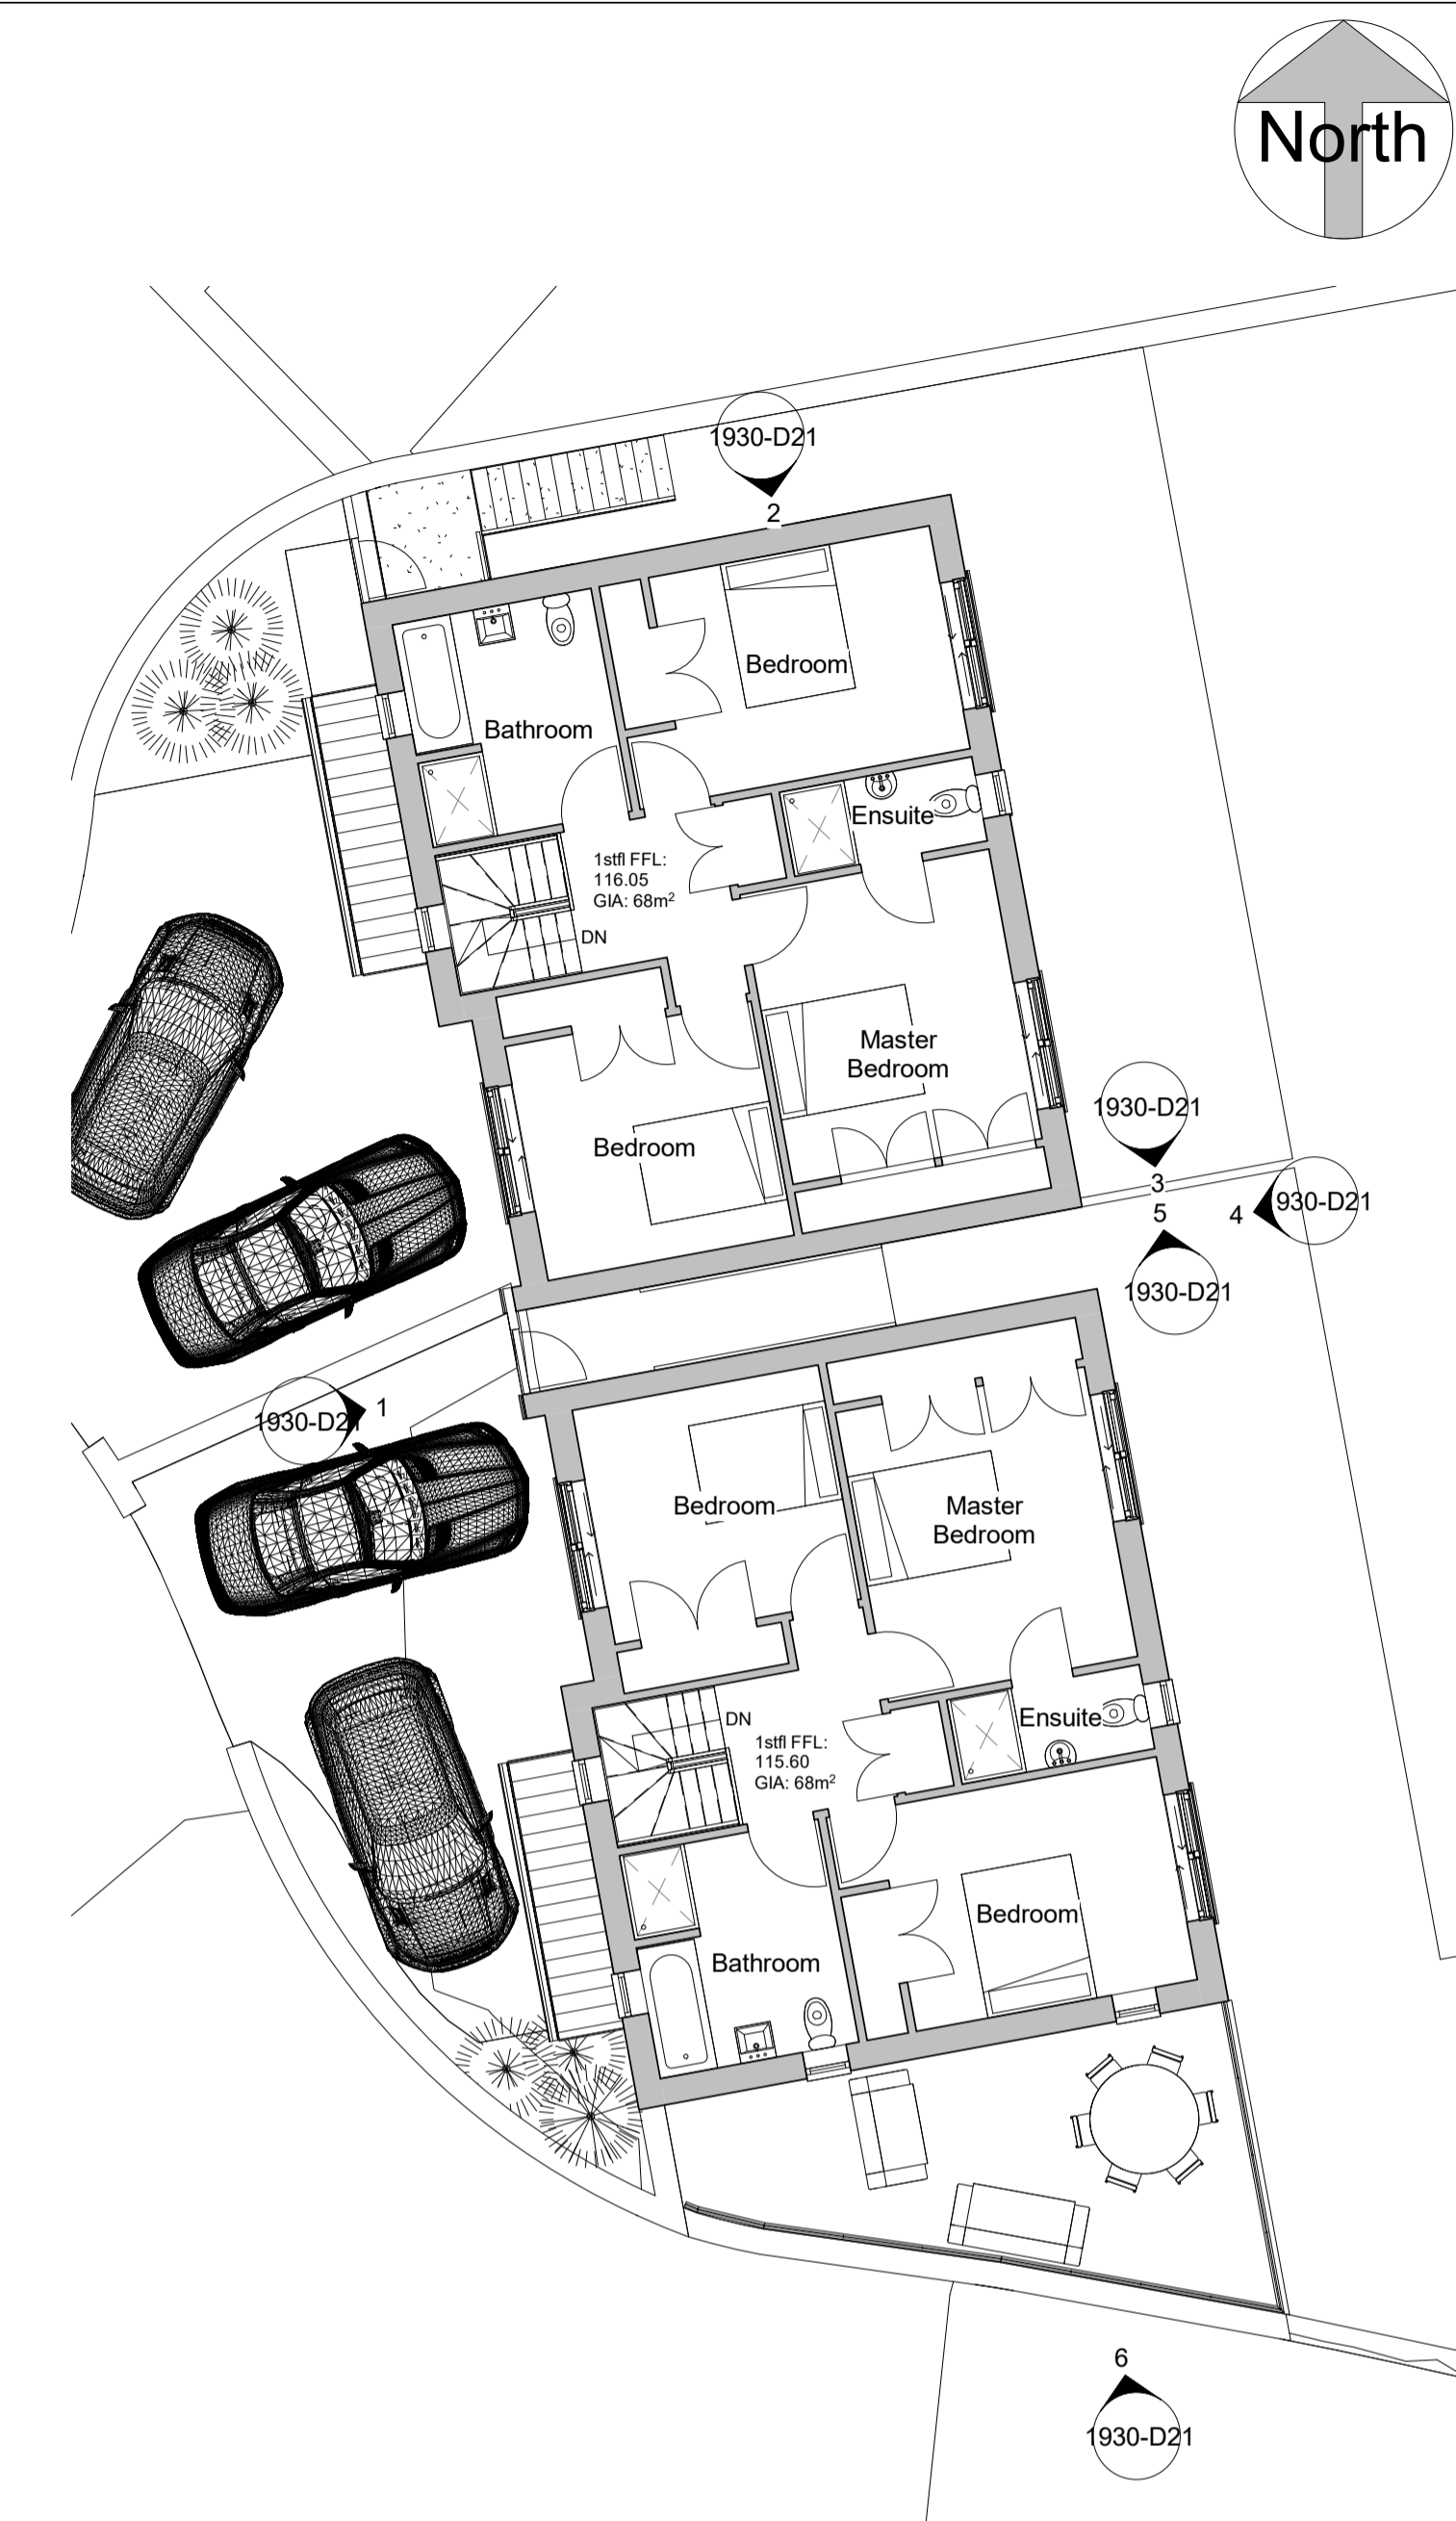 North
1930-D21
2
Bedroom
Bathroom
Ensuite
1stfl FFL:
116.05
GIA: 68m²
DN
Master
Bedroom
Bedroom
1930-D21
3
5
4
930-D21
1930-D21
1930-D21
1
Bedroom
Master
Bedroom
DN
Ensuite
1stfl FFL:
115.60
GIA: 68m²
Bedroom
Bathroom
6
1930-D21